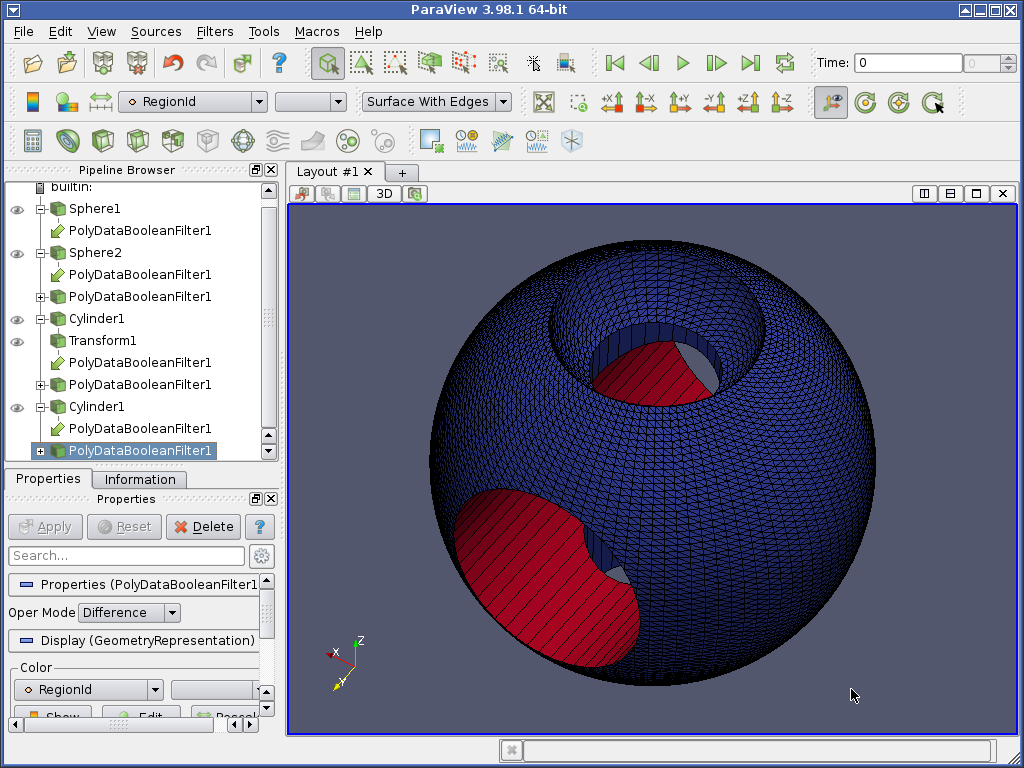 ParaView 3.98.1 64-bit
File Edit View Sources Filters Tools Macros Help
Time: 0 0
RegionId Surface With Edges +X -X +Y -Y +Z -Z
Pipeline Browser
Layout #1 +
builtin:
3D
Sphere1
PolyDataBooleanFilter1
Sphere2
PolyDataBooleanFilter1
PolyDataBooleanFilter1
Cylinder1
Transform1
PolyDataBooleanFilter1
PolyDataBooleanFilter1
Cylinder1
PolyDataBooleanFilter1
PolyDataBooleanFilter1
Properties Information
Properties
Apply Reset Delete ?
Search...
Properties (PolyDataBooleanFilter1
Oper Mode Difference
Display (GeometryRepresentation)
Color
RegionId
Show Edit
Z
X
Y